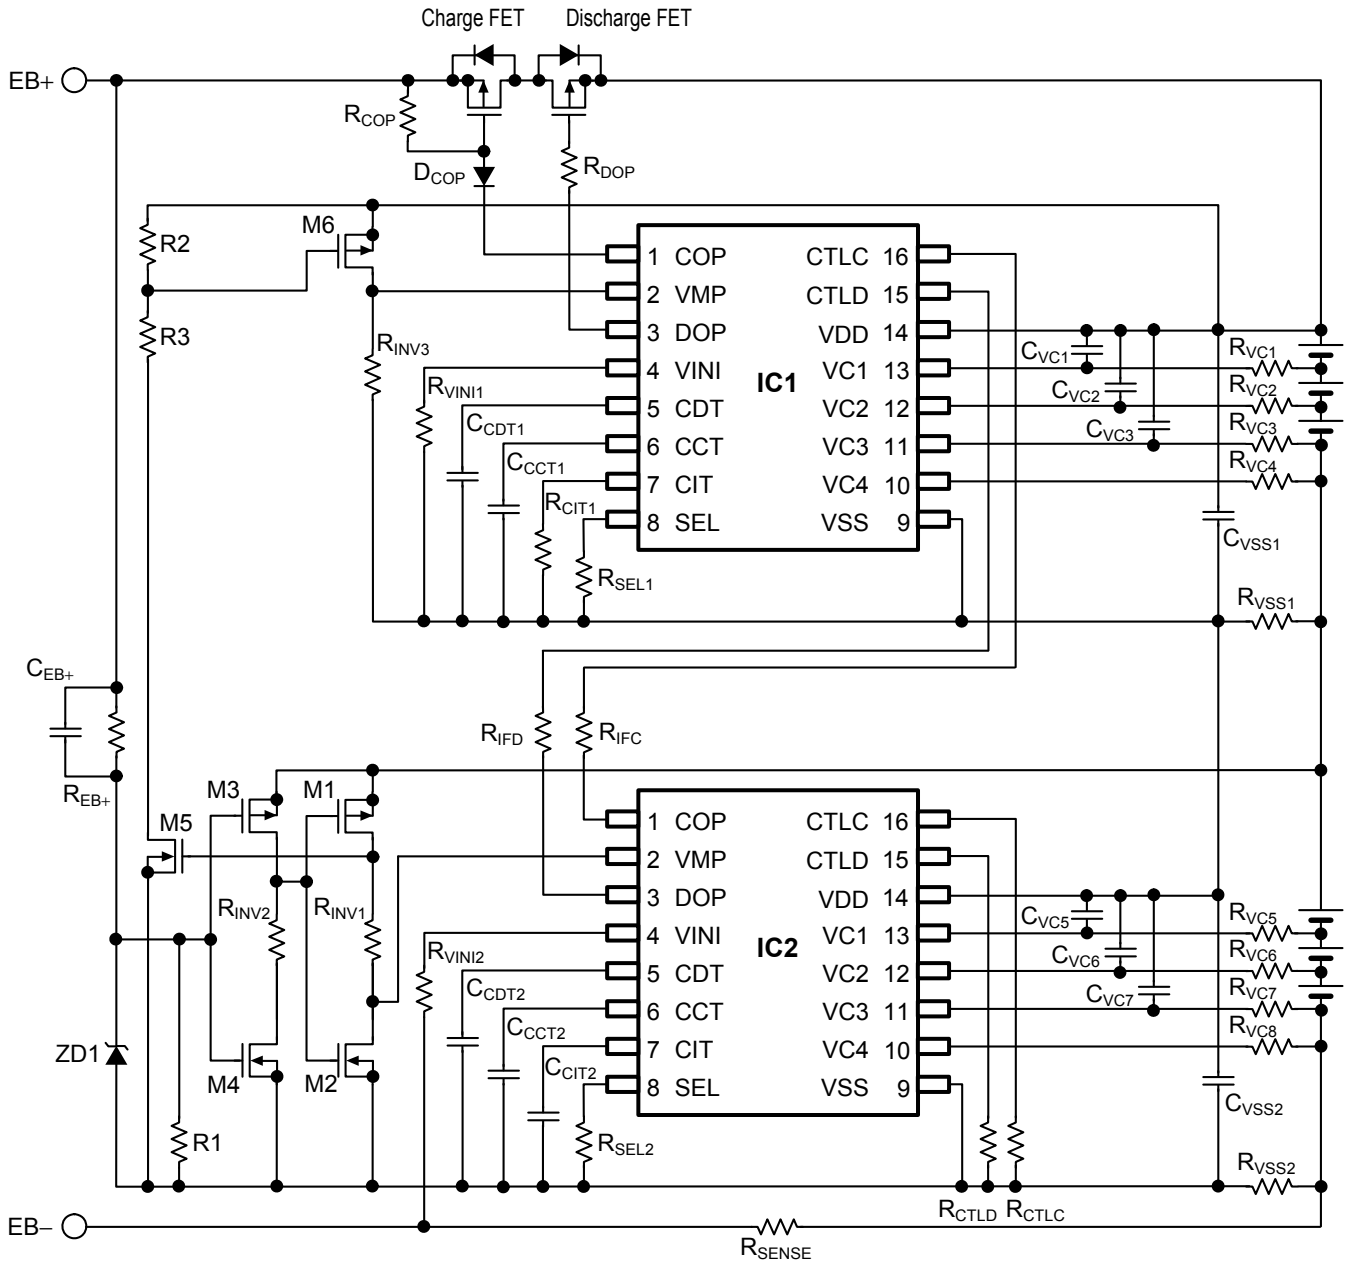 Charge FET
Discharge FET
EB+
RCOP
DCOP
RDOP
R2
M6
R3
RINV3
RVINI1
CCDT1
CCCT1
RCIT1
RSEL1
IC1
1 COP
2 VMP
3 DOP
4 VINI
5 CDT
6 CCT
7 CIT
8 SEL
CTLC 16
CTLD 15
VDD 14
VC1 13
VC2 12
VC3 11
VC4 10
VSS 9
CVC1
CVC2
CVC3
RVC1
RVC2
RVC3
RVC4
CVSS1
RVSS1
CEB+
REB+
RIFD
RIFC
M3
M1
M5
RINV2
RINV1
RVINI2
CCDT2
CCCT2
CCIT2
RSEL2
ZD1
M4
M2
R1
IC2
1 COP
2 VMP
3 DOP
4 VINI
5 CDT
6 CCT
7 CIT
8 SEL
CTLC 16
CTLD 15
VDD 14
VC1 13
VC2 12
VC3 11
VC4 10
VSS 9
CVC5
CVC6
CVC7
RVC5
RVC6
RVC7
RVC8
CVSS2
RVSS2
RCTLD
RCTLC
EB−
RSENSE